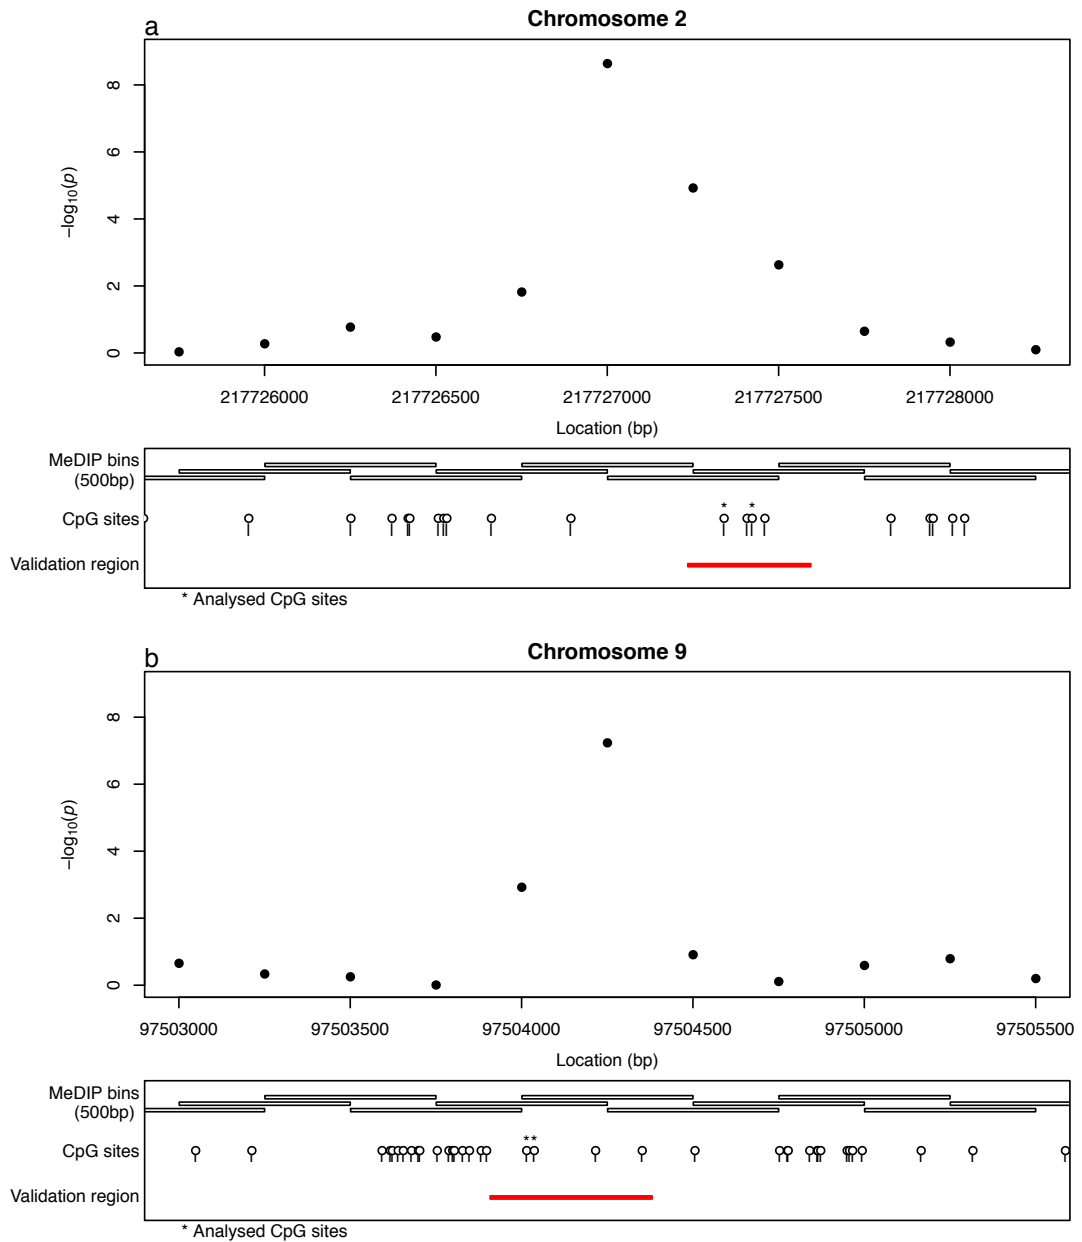 a
Chromosome 2
8
6
4
2
0
−log10(p)
217726000 217726500 217727000 217727500 217728000
Location (bp)
MeDIP bins
(500bp)
* *
CpG sites
Validation region
* Analysed CpG sites
b
Chromosome 9
8
6
4
2
0
−log10(p)
97503000 97503500 97504000 97504500 97505000 97505500
Location (bp)
MeDIP bins
(500bp)
**
CpG sites
Validation region
* Analysed CpG sites